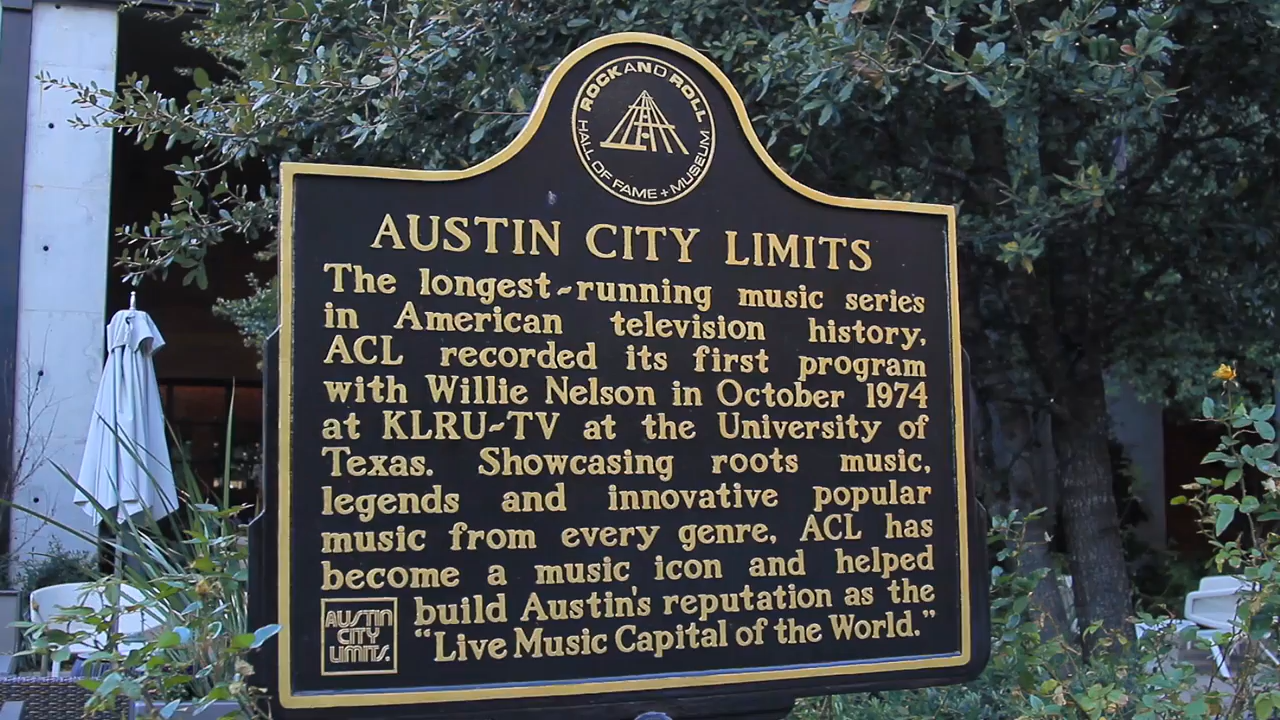 ROCK AND ROLL
HALL OF FAME + MUSEUM
AUSTIN CITY LIMITS
The longest-running music series
in American television history,
ACL recorded its first program
with Willie Nelson in October 1974
at KLRU-TV at the University of
Texas. Showcasing roots music,
legends and innovative popular
music from every genre, ACL has
become a music icon and helped
build Austin's reputation as the
"Live Music Capital of the World."
AUSTIN
CITY
LIMITS.